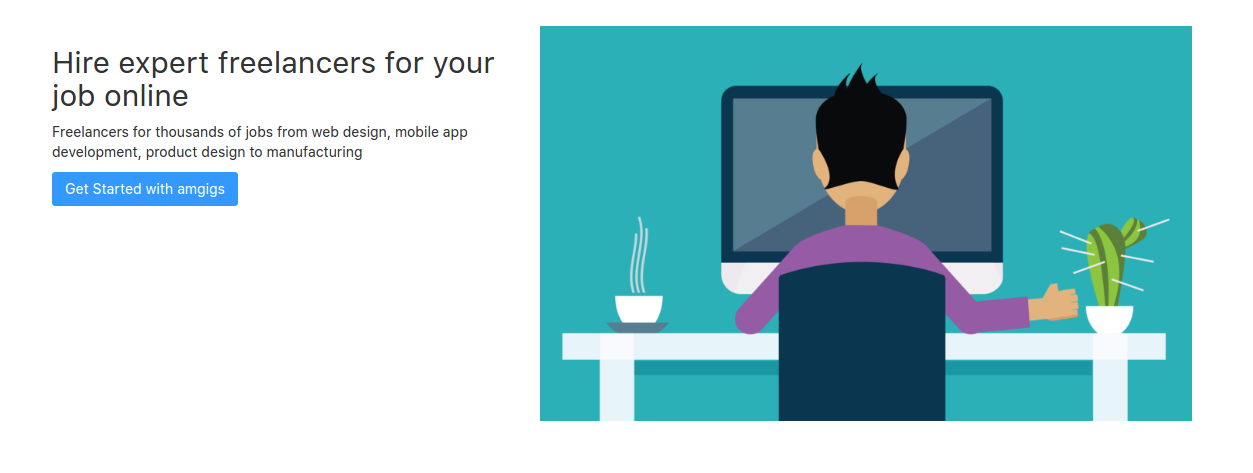 Hire expert freelancers for your
job online
Freelancers for thousands of jobs from web design, mobile app
development, product design to manufacturing
Get Started with amgigs